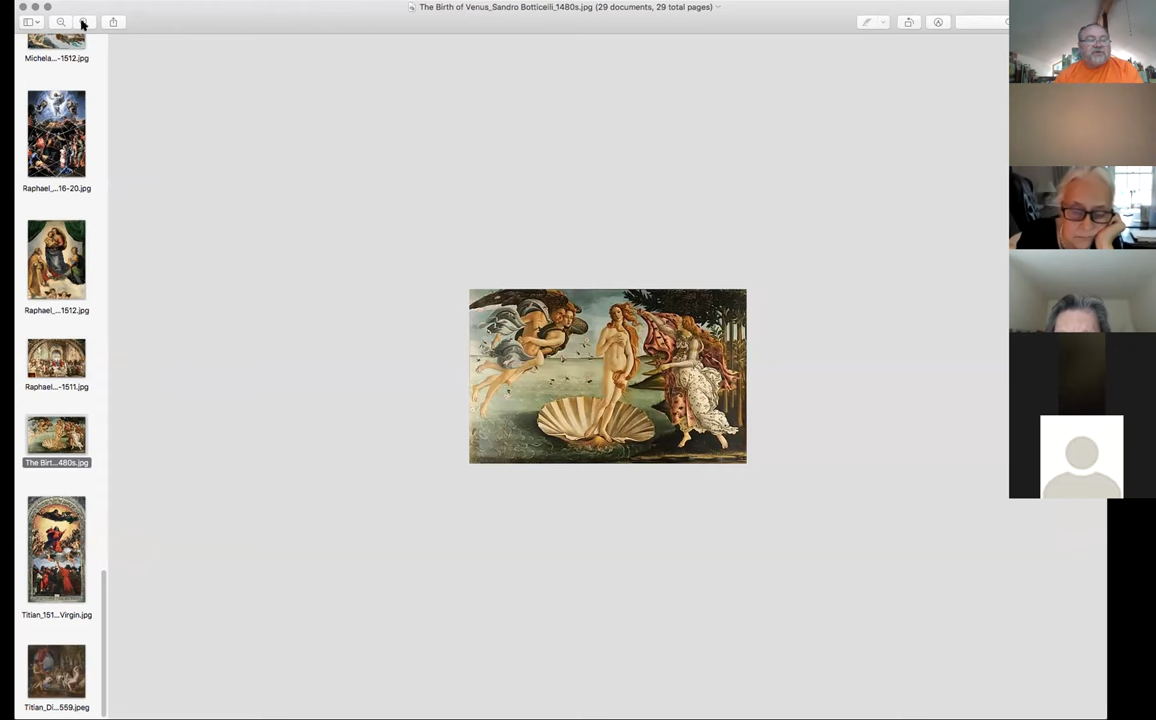 The Birth of Venus_Sandro Botticelli_1480s.jpg (29 documents, 29 total pages)
Michela...-1512.jpg
Raphael_...16-20.jpg
Raphael_...1512.jpg
Raphael...-1511.jpg
The Birt...480s.jpg
Titian_151...Virgin.jpg
Titian_Di...559.jpeg